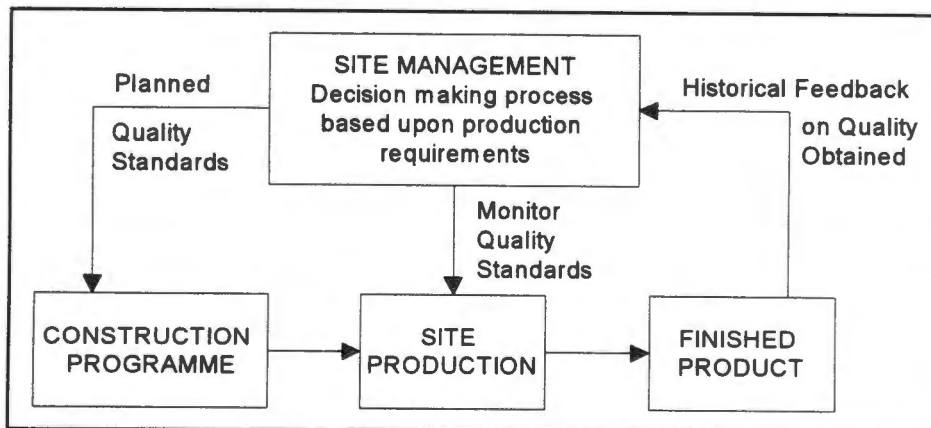 SITE MANAGEMENT
Decision making process
based upon production
requirements
Planned
Quality
Standards
Historical Feedback
on Quality
Obtained
Monitor
Quality
Standards
CONSTRUCTION
PROGRAMME
SITE
PRODUCTION
FINISHED
PRODUCT